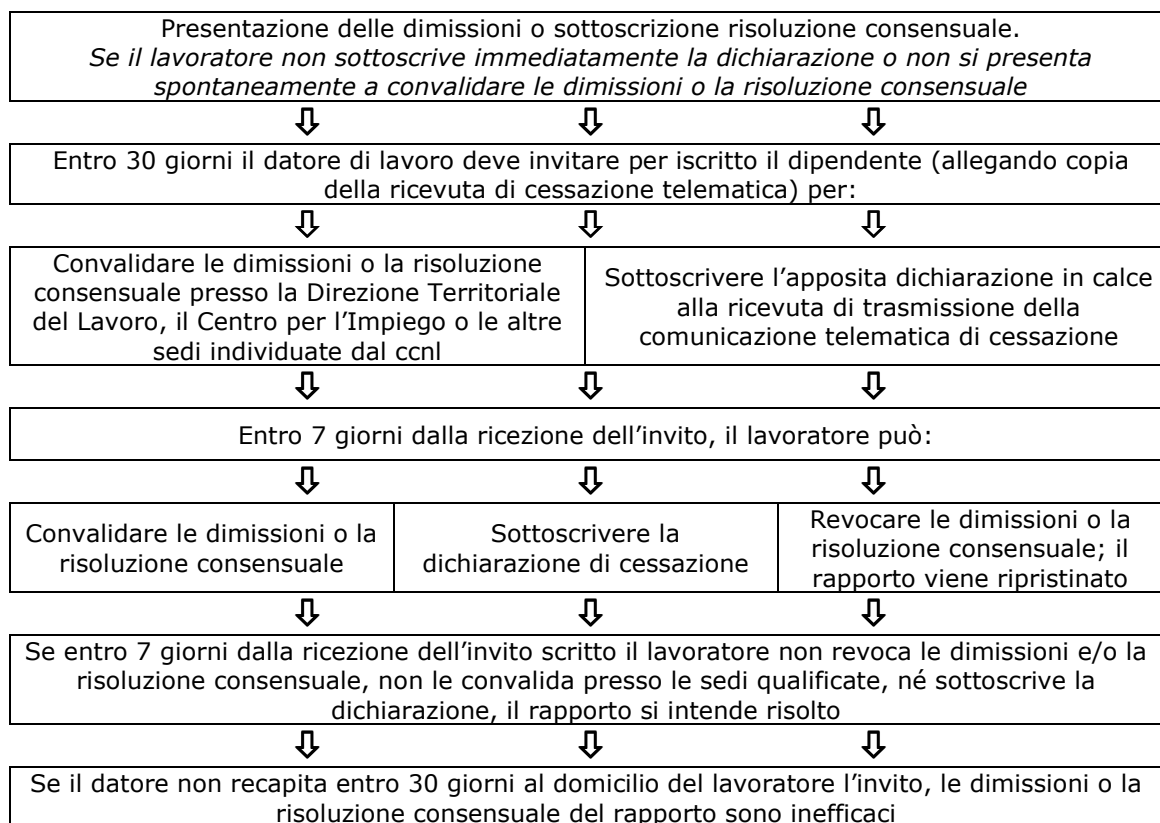 Presentazione delle dimissioni o sottoscrizione risoluzione consensuale.
Se il lavoratore non sottoscrive immediatamente la dichiarazione o non si presenta
spontaneamente a convalidare le dimissioni o la risoluzione consensuale
Entro 30 giorni il datore di lavoro deve invitare per iscritto il dipendente (allegando copia
della ricevuta di cessazione telematica) per:
Convalidare le dimissioni o la risoluzione
consensuale presso la Direzione Territoriale
del Lavoro, il Centro per l’Impiego o le altre
sedi individuate dal ccnl
Sottoscrivere l’apposita dichiarazione in calce
alla ricevuta di trasmissione della
comunicazione telematica di cessazione
Entro 7 giorni dalla ricezione dell’invito, il lavoratore può:
Convalidare le dimissioni o la
risoluzione consensuale
Sottoscrivere la
dichiarazione di cessazione
Revocare le dimissioni o la
risoluzione consensuale; il
rapporto viene ripristinato
Se entro 7 giorni dalla ricezione dell’invito scritto il lavoratore non revoca le dimissioni e/o la
risoluzione consensuale, non le convalida presso le sedi qualificate, né sottoscrive la
dichiarazione, il rapporto si intende risolto
Se il datore non recapita entro 30 giorni al domicilio del lavoratore l’invito, le dimissioni o la
risoluzione consensuale del rapporto sono inefficaci